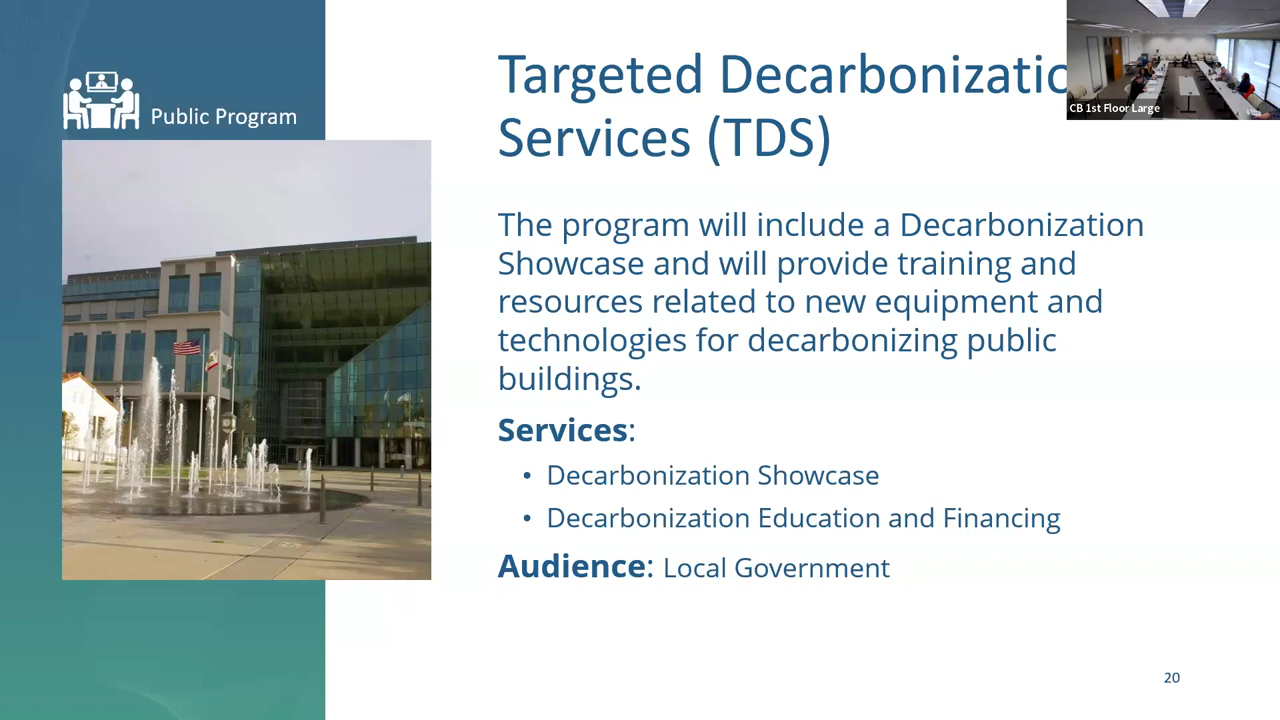 Public Program
Targeted Decarbonizatio
Services (TDS)
CB 1st Floor Large
The program will include a Decarbonization
Showcase and will provide training and
resources related to new equipment and
technologies for decarbonizing public
buildings.
Services:
• Decarbonization Showcase
• Decarbonization Education and Financing
Audience: Local Government
20